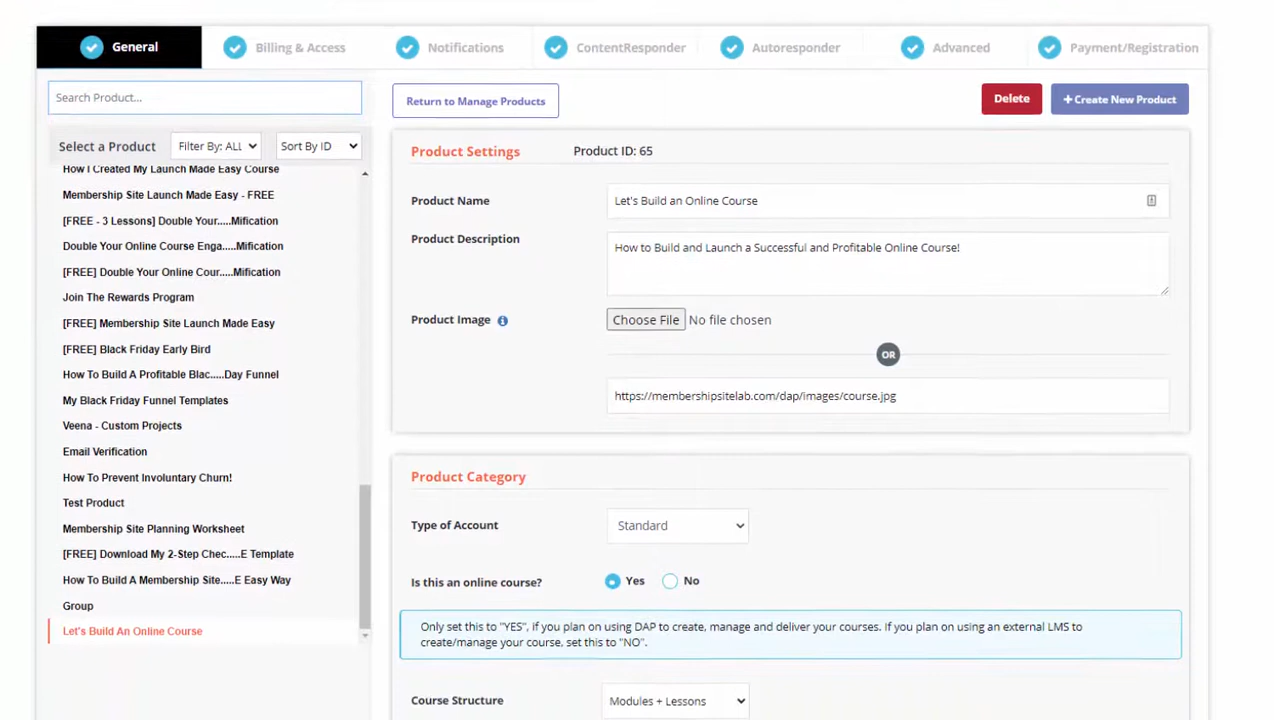 General
Billing & Access
Notifications
ContentResponder
Autoresponder
Advanced
Payment/Registration
Search Product...
Return to Manage Products
Delete
+Create New Product
Select a Product
Filter By: ALL
Sort By ID
How I Created My Launch Made Easy Course
Membership Site Launch Made Easy - FREE
[FREE - 3 Lessons] Double Your.....Mification
Double Your Online Course Enga.....Mification
[FREE] Double Your Online Cour.....Mification
Join The Rewards Program
[FREE] Membership Site Launch Made Easy
[FREE] Black Friday Early Bird
How To Build A Profitable Blac.....Day Funnel
My Black Friday Funnel Templates
Veena - Custom Projects
Email Verification
How To Prevent Involuntary Churn!
Test Product
Membership Site Planning Worksheet
[FREE] Download My 2-Step Chec.....E Template
How To Build A Membership Site.....E Easy Way
Group
Let's Build An Online Course
Product Settings
Product ID: 65
Product Name
Let's Build an Online Course
Product Description
How to Build and Launch a Successful and Profitable Online Course!
Product Image
Choose File No file chosen
OR
https://membershipsitelab.com/dap/images/course.jpg
Product Category
Type of Account
Standard
Is this an online course?
Yes
No
Only set this to "YES", if you plan on using DAP to create, manage and deliver your courses. If you plan on using an external LMS to
create/manage your course, set this to "NO".
Course Structure
Modules + Lessons